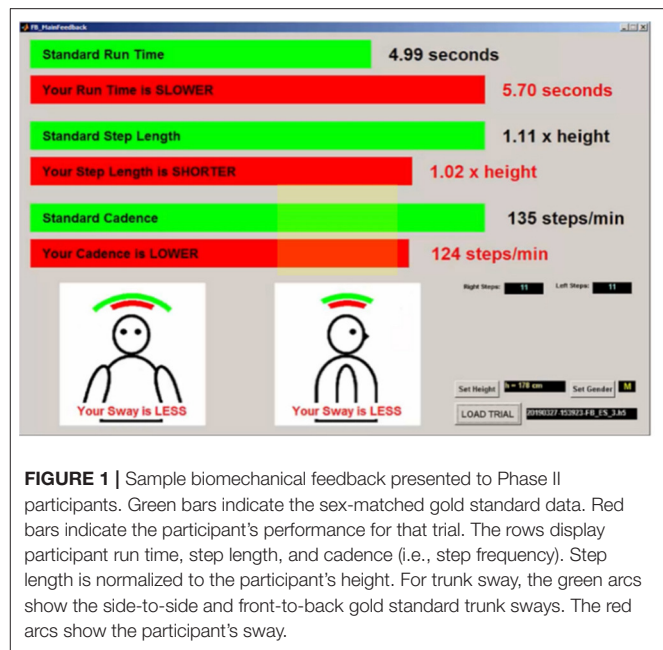 FB_MainFeedback
Standard Run Time 4.99 seconds
Your Run Time is SLOWER 5.70 seconds
Standard Step Length 1.11 x height
Your Step Length is SHORTER 1.02 x height
Standard Cadence 135 steps/min
Your Cadence is LOWER 124 steps/min
Right Steps: 11 Left Steps: 11
Your Sway is LESS Your Sway is LESS
Set Height h = 178 cm Set Gender M
LOAD TRIAL 20190327-153923-FB_ES_3.h5
FIGURE 1 | Sample biomechanical feedback presented to Phase II
participants. Green bars indicate the sex-matched gold standard data. Red
bars indicate the participant's performance for that trial. The rows display
participant run time, step length, and cadence (i.e., step frequency). Step
length is normalized to the participant's height. For trunk sway, the green arcs
show the side-to-side and front-to-back gold standard trunk sways. The red
arcs show the participant's sway.